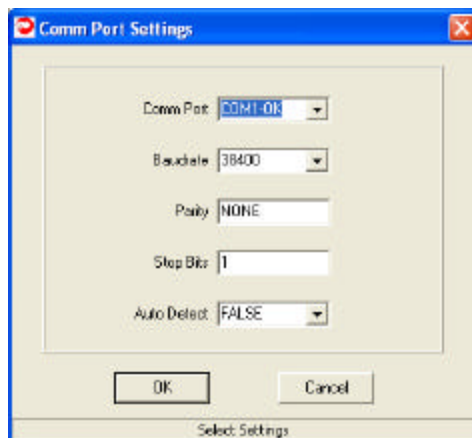 Comm Port Settings
Comm Port COM1-OK
Baudrate 38400
Parity NONE
Stop Bits 1
Auto Detect FALSE
OK Cancel
Select Settings